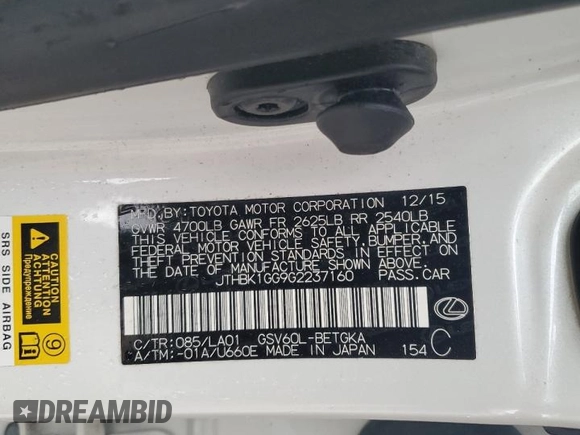 MFD.BY:TOYOTA MOTOR CORPORATION 12/15
GVWR 4700LB GAWR FR 2625LB RR 2540LB
THIS VEHICLE CONFORMS TO ALL APPLICABLE
FEDERAL MOTOR VEHICLE SAFETY, BUMPER, AND
THEFT PREVENTION STANDARDS IN EFFECT ON
THE DATE OF MANUFACTURE SHOWN ABOVE.
JTHBK1GG9G2237160 PASS.CAR
C/TR:085/LA01 GSV60L-BETGKA
A/TM:-01A/U660E MADE IN JAPAN 154 C
CAUTION
ATTENTION
CAUTION
9
SRS SIDE AIRBAG
DREAMBID